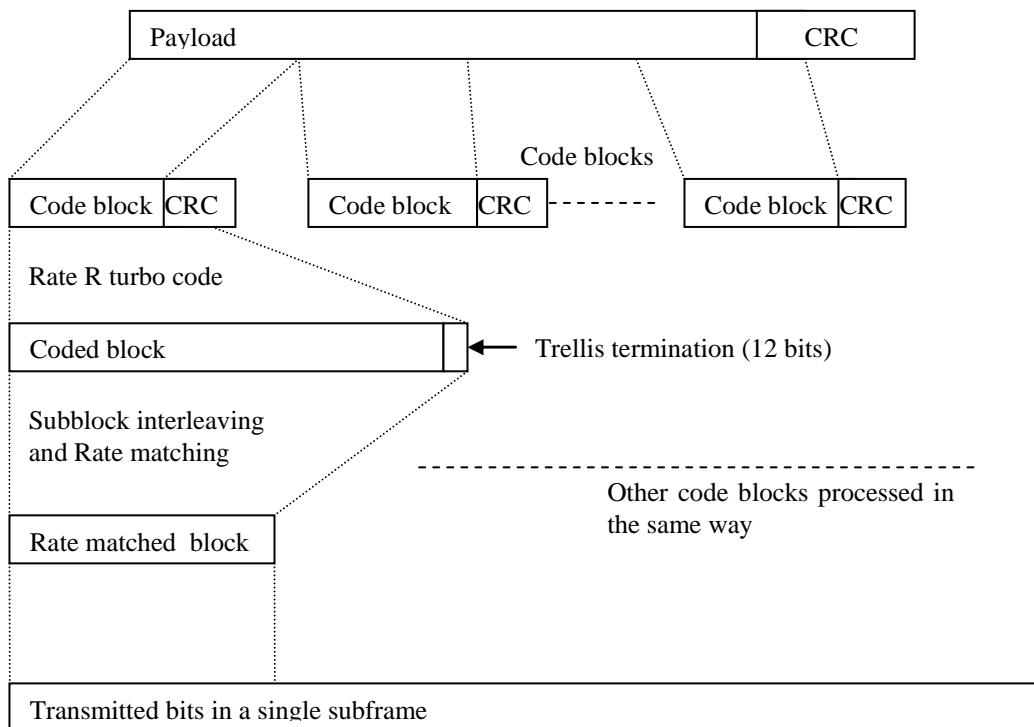 Payload
CRC
Code blocks
Code block
CRC
Code block
CRC
Code block
CRC
Rate R turbo code
Coded block
Trellis termination (12 bits)
Subblock interleaving
and Rate matching
Other code blocks processed in
the same way
Rate matched block
Transmitted bits in a single subframe